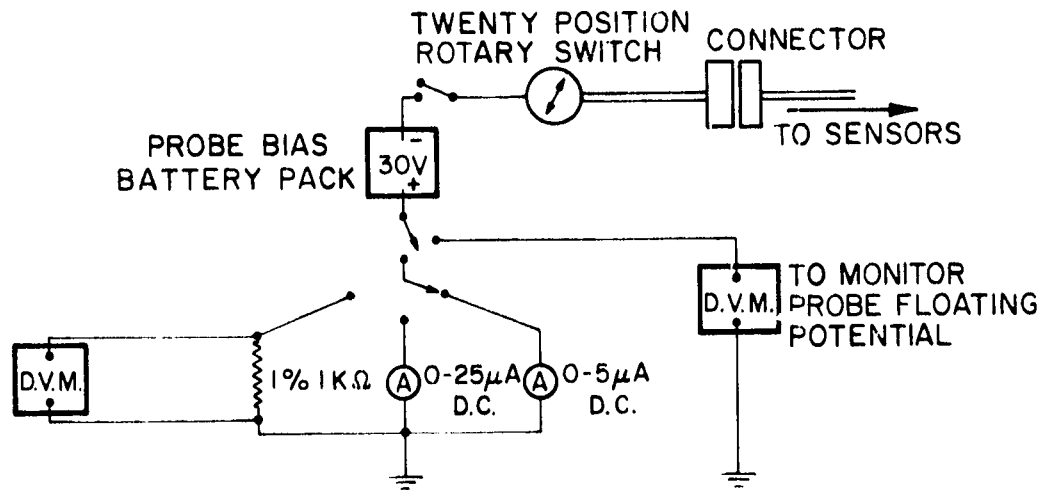 TWENTY POSITION
ROTARY SWITCH
CONNECTOR
TO SENSORS
PROBE BIAS
BATTERY PACK
-
30V
+
D.V.M.
TO MONITOR
PROBE FLOATING
POTENTIAL
D.V.M.
1% 1KΩ
A
0-25μA
D.C.
A
0-5μA
D.C.